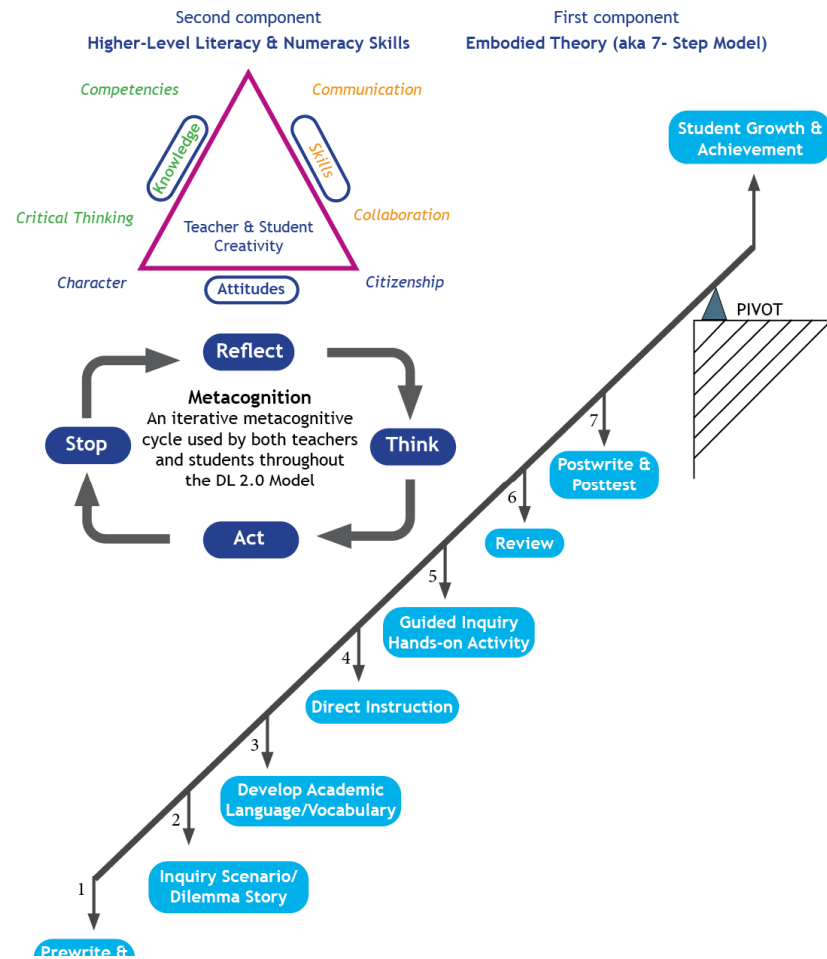 Second component
Higher-Level Literacy & Numeracy Skills
First component
Embodied Theory (aka 7- Step Model)
Competencies
Communication
Knowledge
Skills
Critical Thinking
Collaboration
Teacher & Student
Creativity
Character
Attitudes
Citizenship
Student Growth &
Achievement
PIVOT
Reflect
Metacognition
An iterative metacognitive
cycle used by both teachers
and students throughout
the DL 2.0 Model
Stop
Think
Act
7
Postwrite &
Posttest
6
Review
5
Guided Inquiry
Hands-on Activity
4
Direct Instruction
3
Develop Academic
Language/Vocabulary
2
Inquiry Scenario/
Dilemma Story
1
Prewrite &